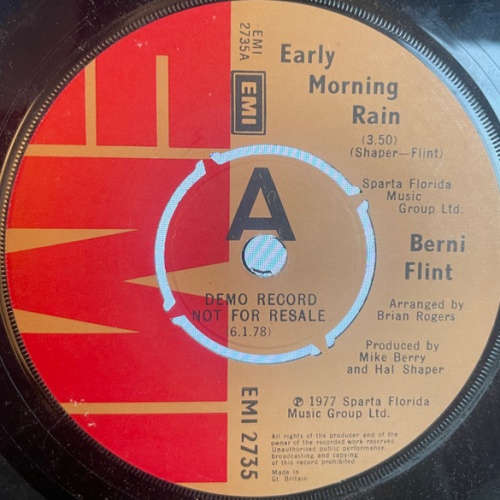 EMI
2735A
EMI
Early
Morning
Rain
(3.50)
(Shaper—Flint)
Sparta Florida
Music
Group Ltd.
A
Berni
Flint
DEMO RECORD
NOT FOR RESALE
(6.1.78)
Arranged by
Brian Rogers
Produced by
Mike Berry
and Hal Shaper
EMI 2735
℗ 1977 Sparta Florida
Music Group Ltd.
All rights of the producer and of the
owner of the recorded work reserved.
Unauthorised public performance,
broadcasting and copying
of this record prohibited
Made in
Gt. Britain